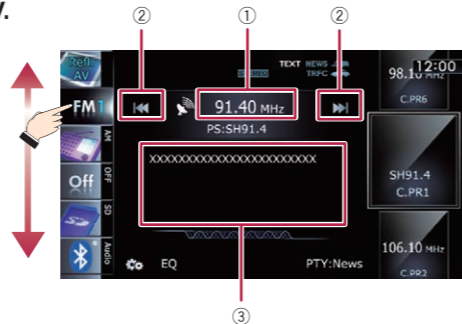 y.
② ① ②
Refl AV
TEXT NEWS
STEREO TRFC
12:00
98.10 MHz
C.PR6
FM1
91.40 MHz
PS:SH91.4
AM
XXXXXXXXXXXXXXXXXXXXXXXX
Off
OFF
SH91.4
C.PR1
SD
Audio
EQ
PTY:News
106.10 MHz
C.PR2
③